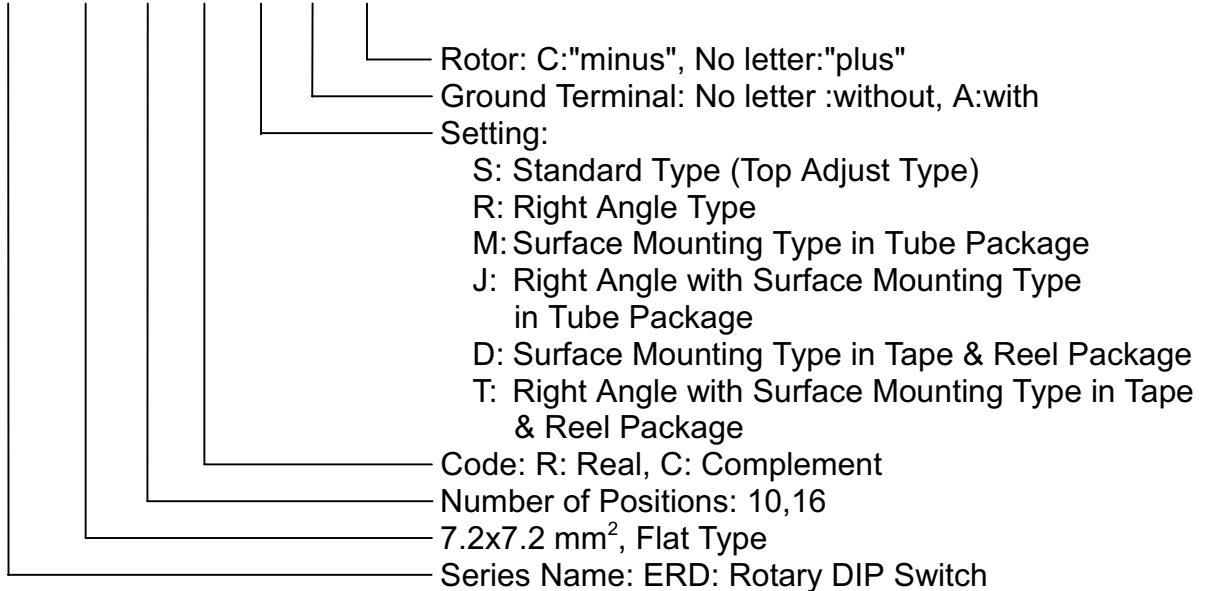 Rotor: C:"minus", No letter:"plus"
Ground Terminal: No letter :without, A:with
Setting:
S: Standard Type (Top Adjust Type)
R: Right Angle Type
M: Surface Mounting Type in Tube Package
J: Right Angle with Surface Mounting Type
in Tube Package
D: Surface Mounting Type in Tape & Reel Package
T: Right Angle with Surface Mounting Type in Tape
& Reel Package
Code: R: Real, C: Complement
Number of Positions: 10,16
7.2x7.2 mm², Flat Type
Series Name: ERD: Rotary DIP Switch